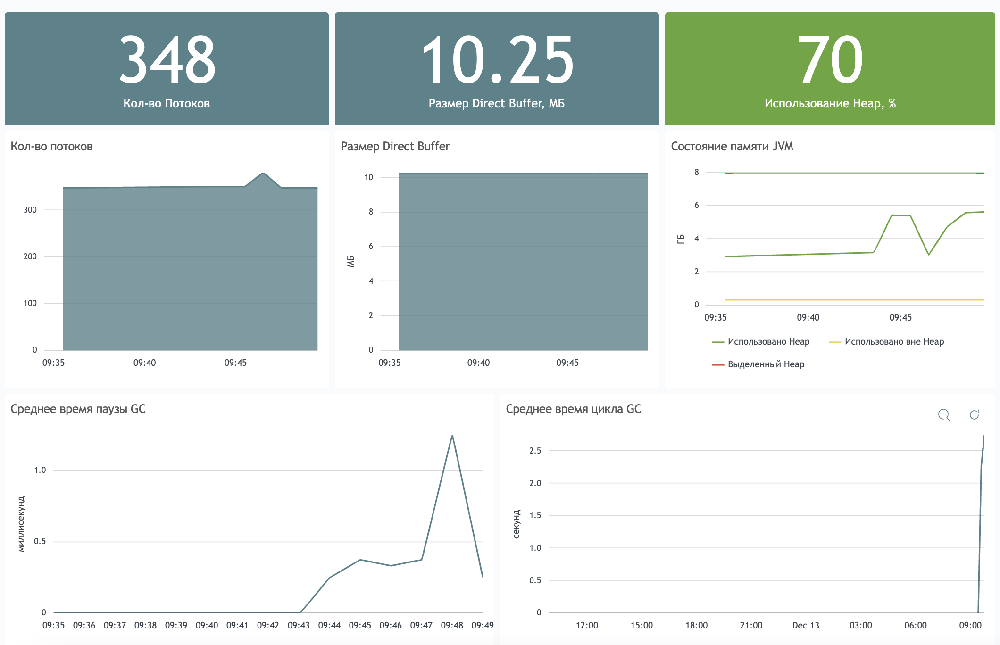 348
Кол-во Потоков
10.25
Размер Direct Buffer, МБ
70
Использование Heap, %
Кол-во потоков
300
200
100
0
09:35 09:40 09:45
Размер Direct Buffer
МБ
10
8
6
4
2
0
09:35 09:40 09:45
Состояние памяти JVM
ГБ
8
6
4
2
0
09:35 09:40 09:45
Использовано Heap Использовано вне Heap
Выделенный Heap
Среднее время паузы GC
миллисекунд
1.0
0.5
0
09:35 09:36 09:37 09:38 09:39 09:40 09:41 09:42 09:43 09:44 09:45 09:46 09:47 09:48 09:49
Среднее время цикла GC
секунд
2.5
2.0
1.5
1.0
0.5
0
12:00 15:00 18:00 21:00 Dec 13 03:00 06:00 09:00